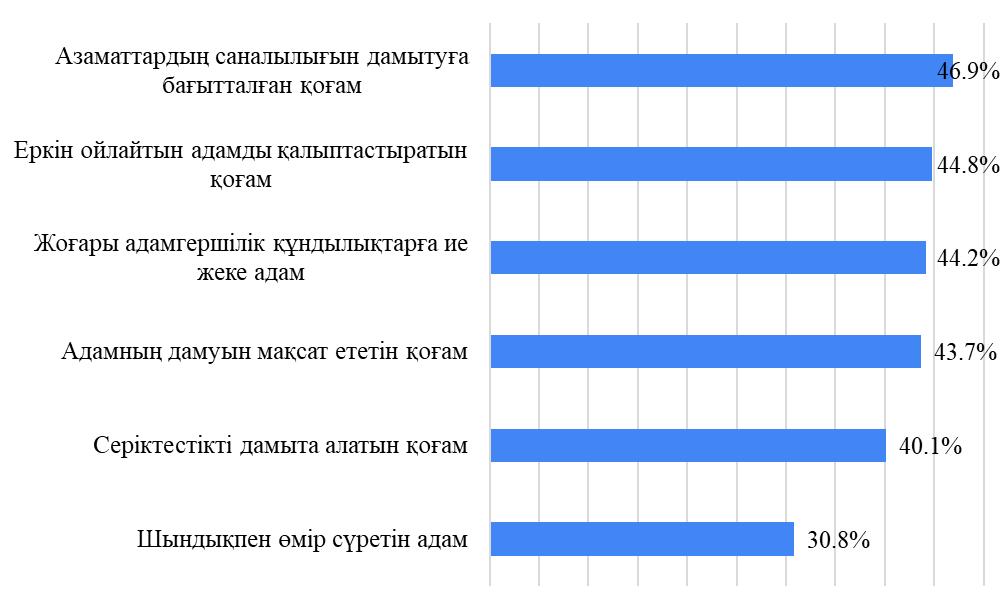 Азаматтардың саналылығын дамытуға
бағытталған қоғам
46.9%
Еркін ойлайтын адамды қалыптастыратын
қоғам
44.8%
Жоғары адамгершілік құндылықтарға ие
жеке адам
44.2%
Адамның дамуын мақсат ететін қоғам
43.7%
Серіктестікті дамыта алатын қоғам
40.1%
Шындықпен өмір сүретін адам
30.8%